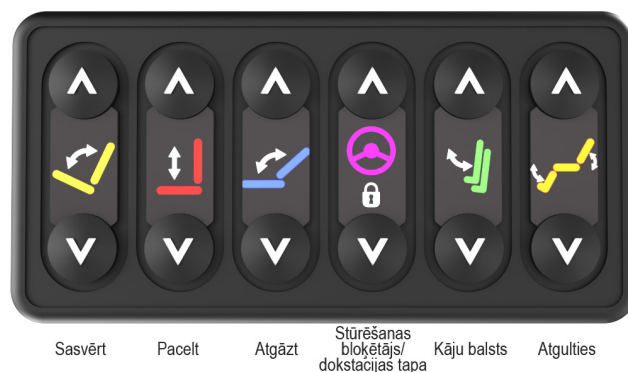 Sasvērt
Pacelt
Atgāzt
Stūrēšanas
bloķētājs/
dokstacijas tapa
Kāju balsts
Atgulties